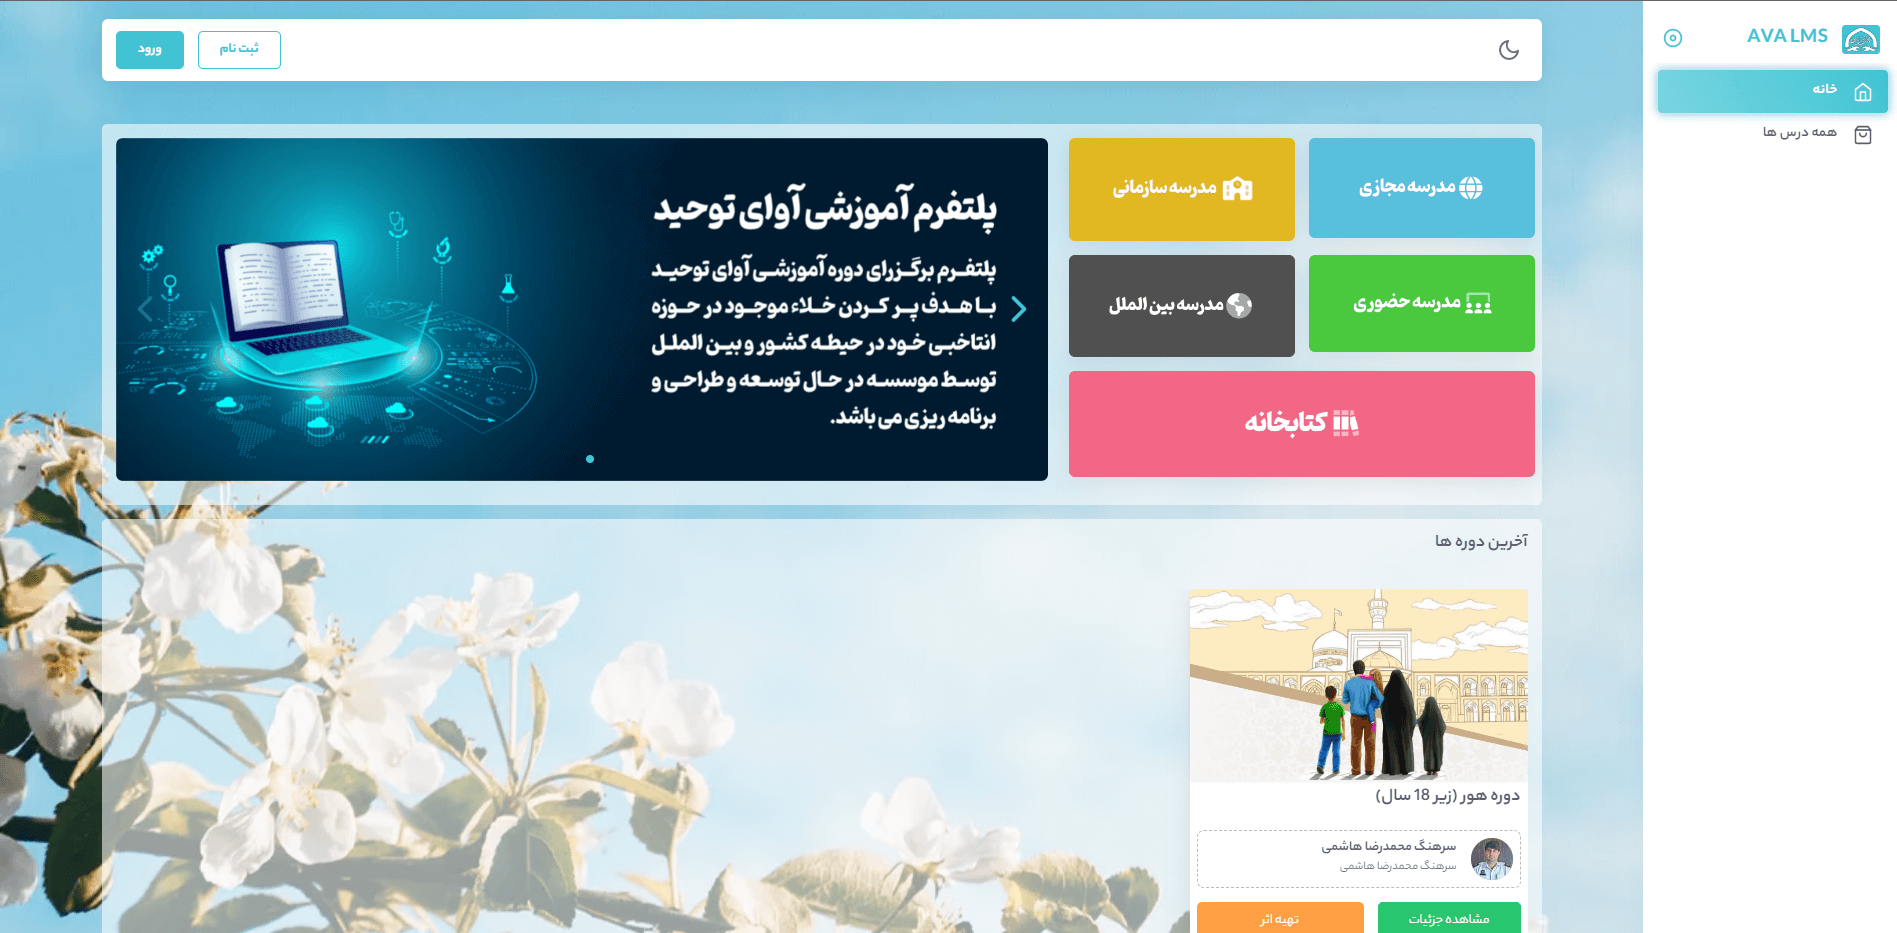 AVA LMS
خانه
همه درس ها
ثبت نام
ورود
مدرسه مجازی
مدرسه سازمانی
مدرسه حضوری
مدرسه بین الملل
کتابخانه
پلتفرم آموزشی آوای توحید
پلتفرم برگزرای دوره آموزشی آوای توحید
با هدف پر کردن خلاء موجود در حوزه
انتاخبی خود در حیطه کشور و بین الملل
توسط موسسه در حال توسعه و طراحی و
برنامه ریزی می باشد.
آخرین دوره ها
دوره هور (زیر 18 سال)
سرهنگ محمدرضا هاشمی
سرهنگ محمدرضا هاشمی
مشاهده جزئیات
تهیه اثر